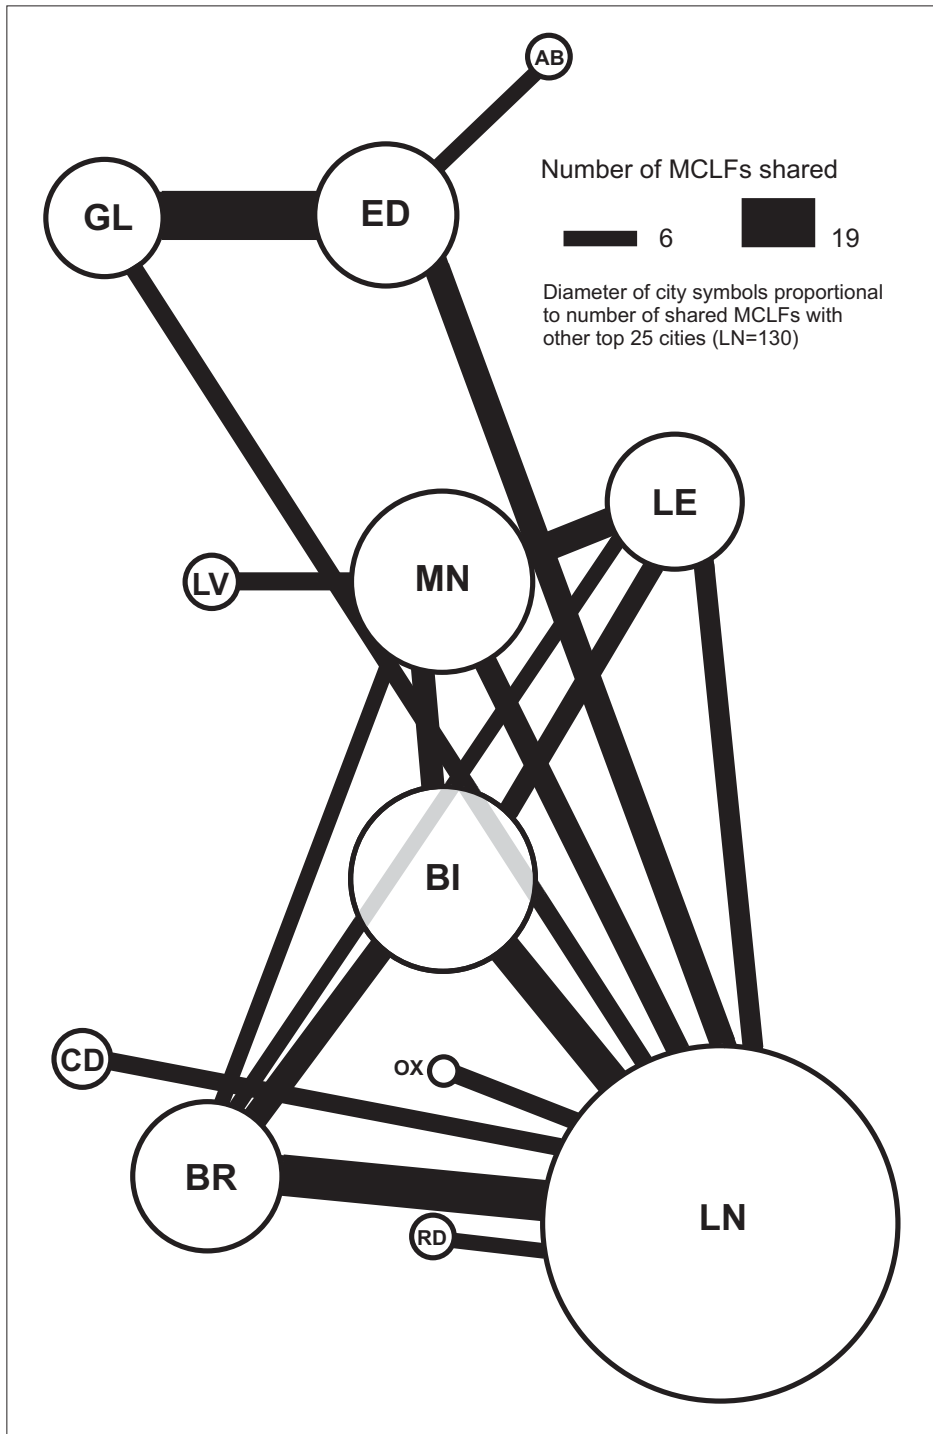 AB
Number of MCLFs shared
GL
ED
6
19
Diameter of city symbols proportional
to number of shared MCLFs with
other top 25 cities (LN=130)
LE
MN
LV
BI
CD
OX
BR
LN
RD